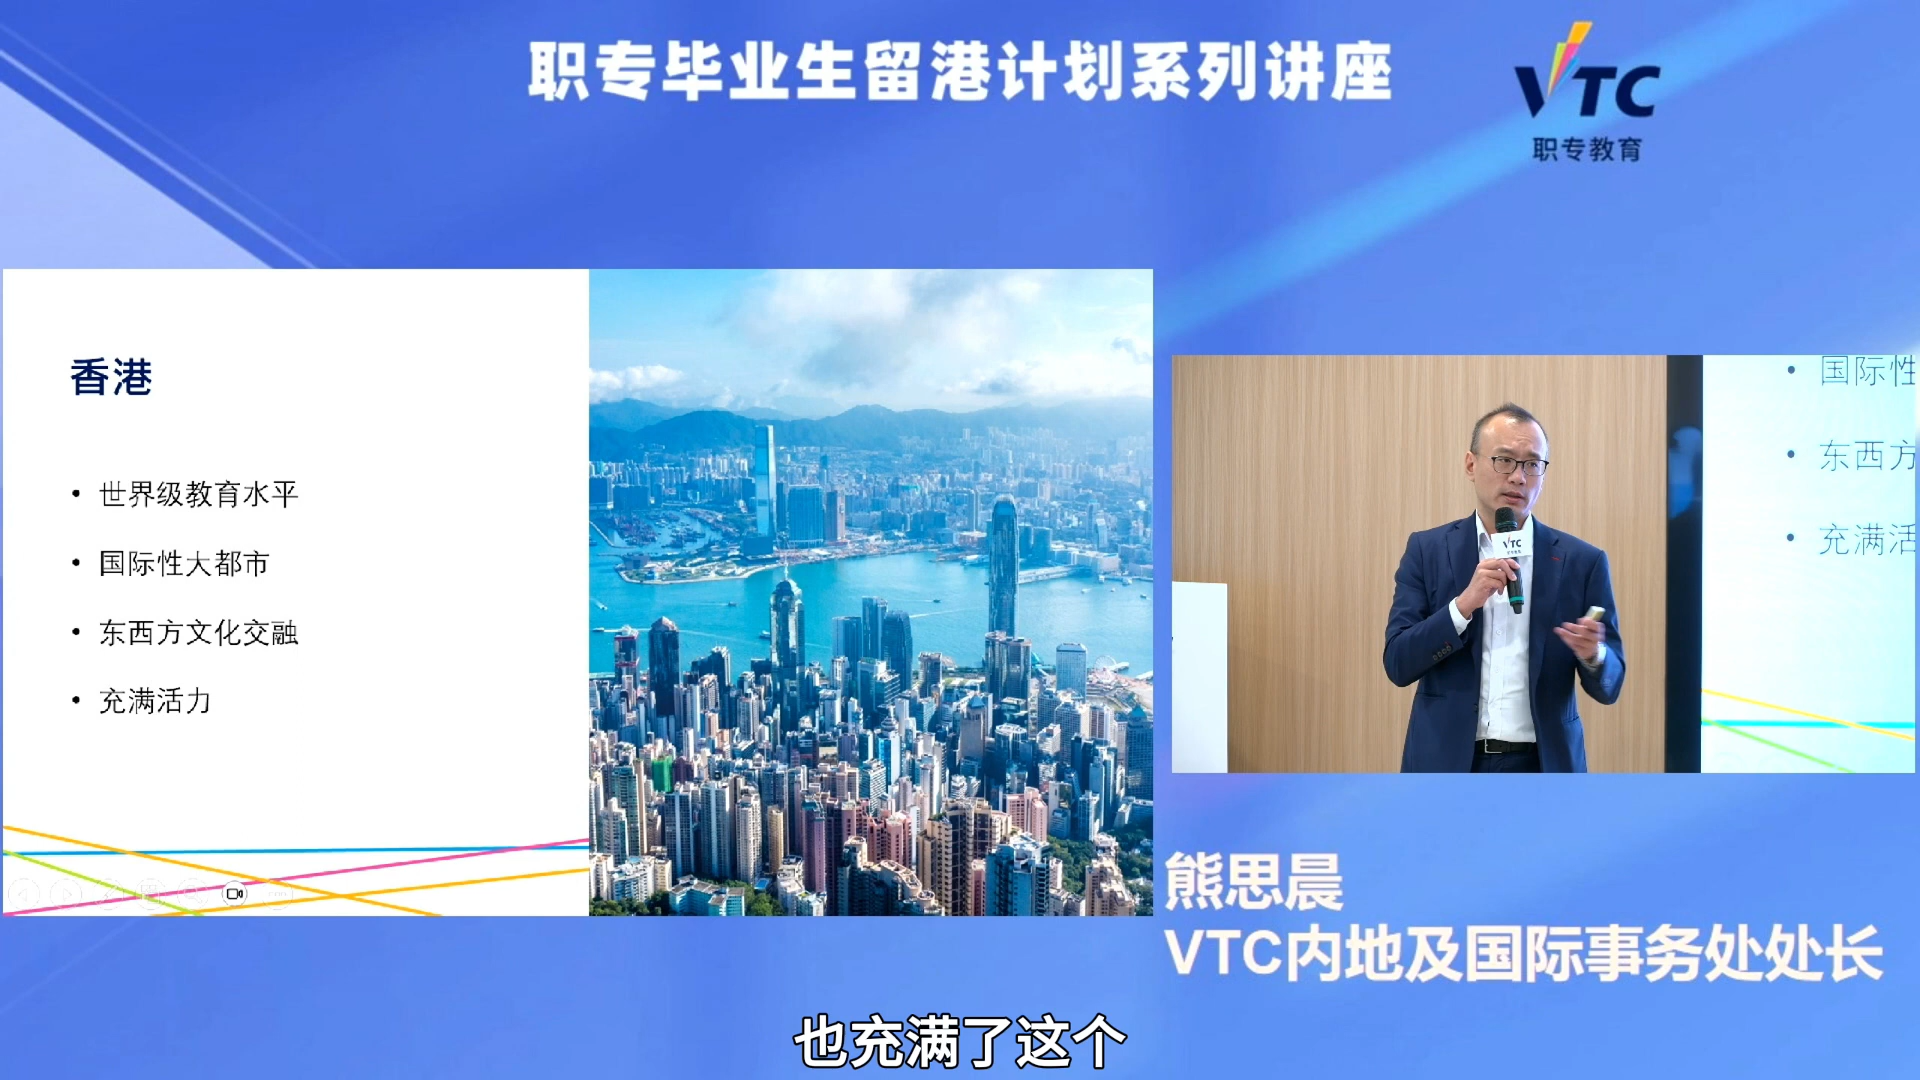 职专毕业生留港计划系列讲座
VTC
职专教育
香港
• 世界级教育水平
• 国际性大都市
• 东西方文化交融
• 充满活力
• 国际性
• 东西方
• 充满活
VTC
熊思晨
VTC内地及国际事务处处长
也充满了这个